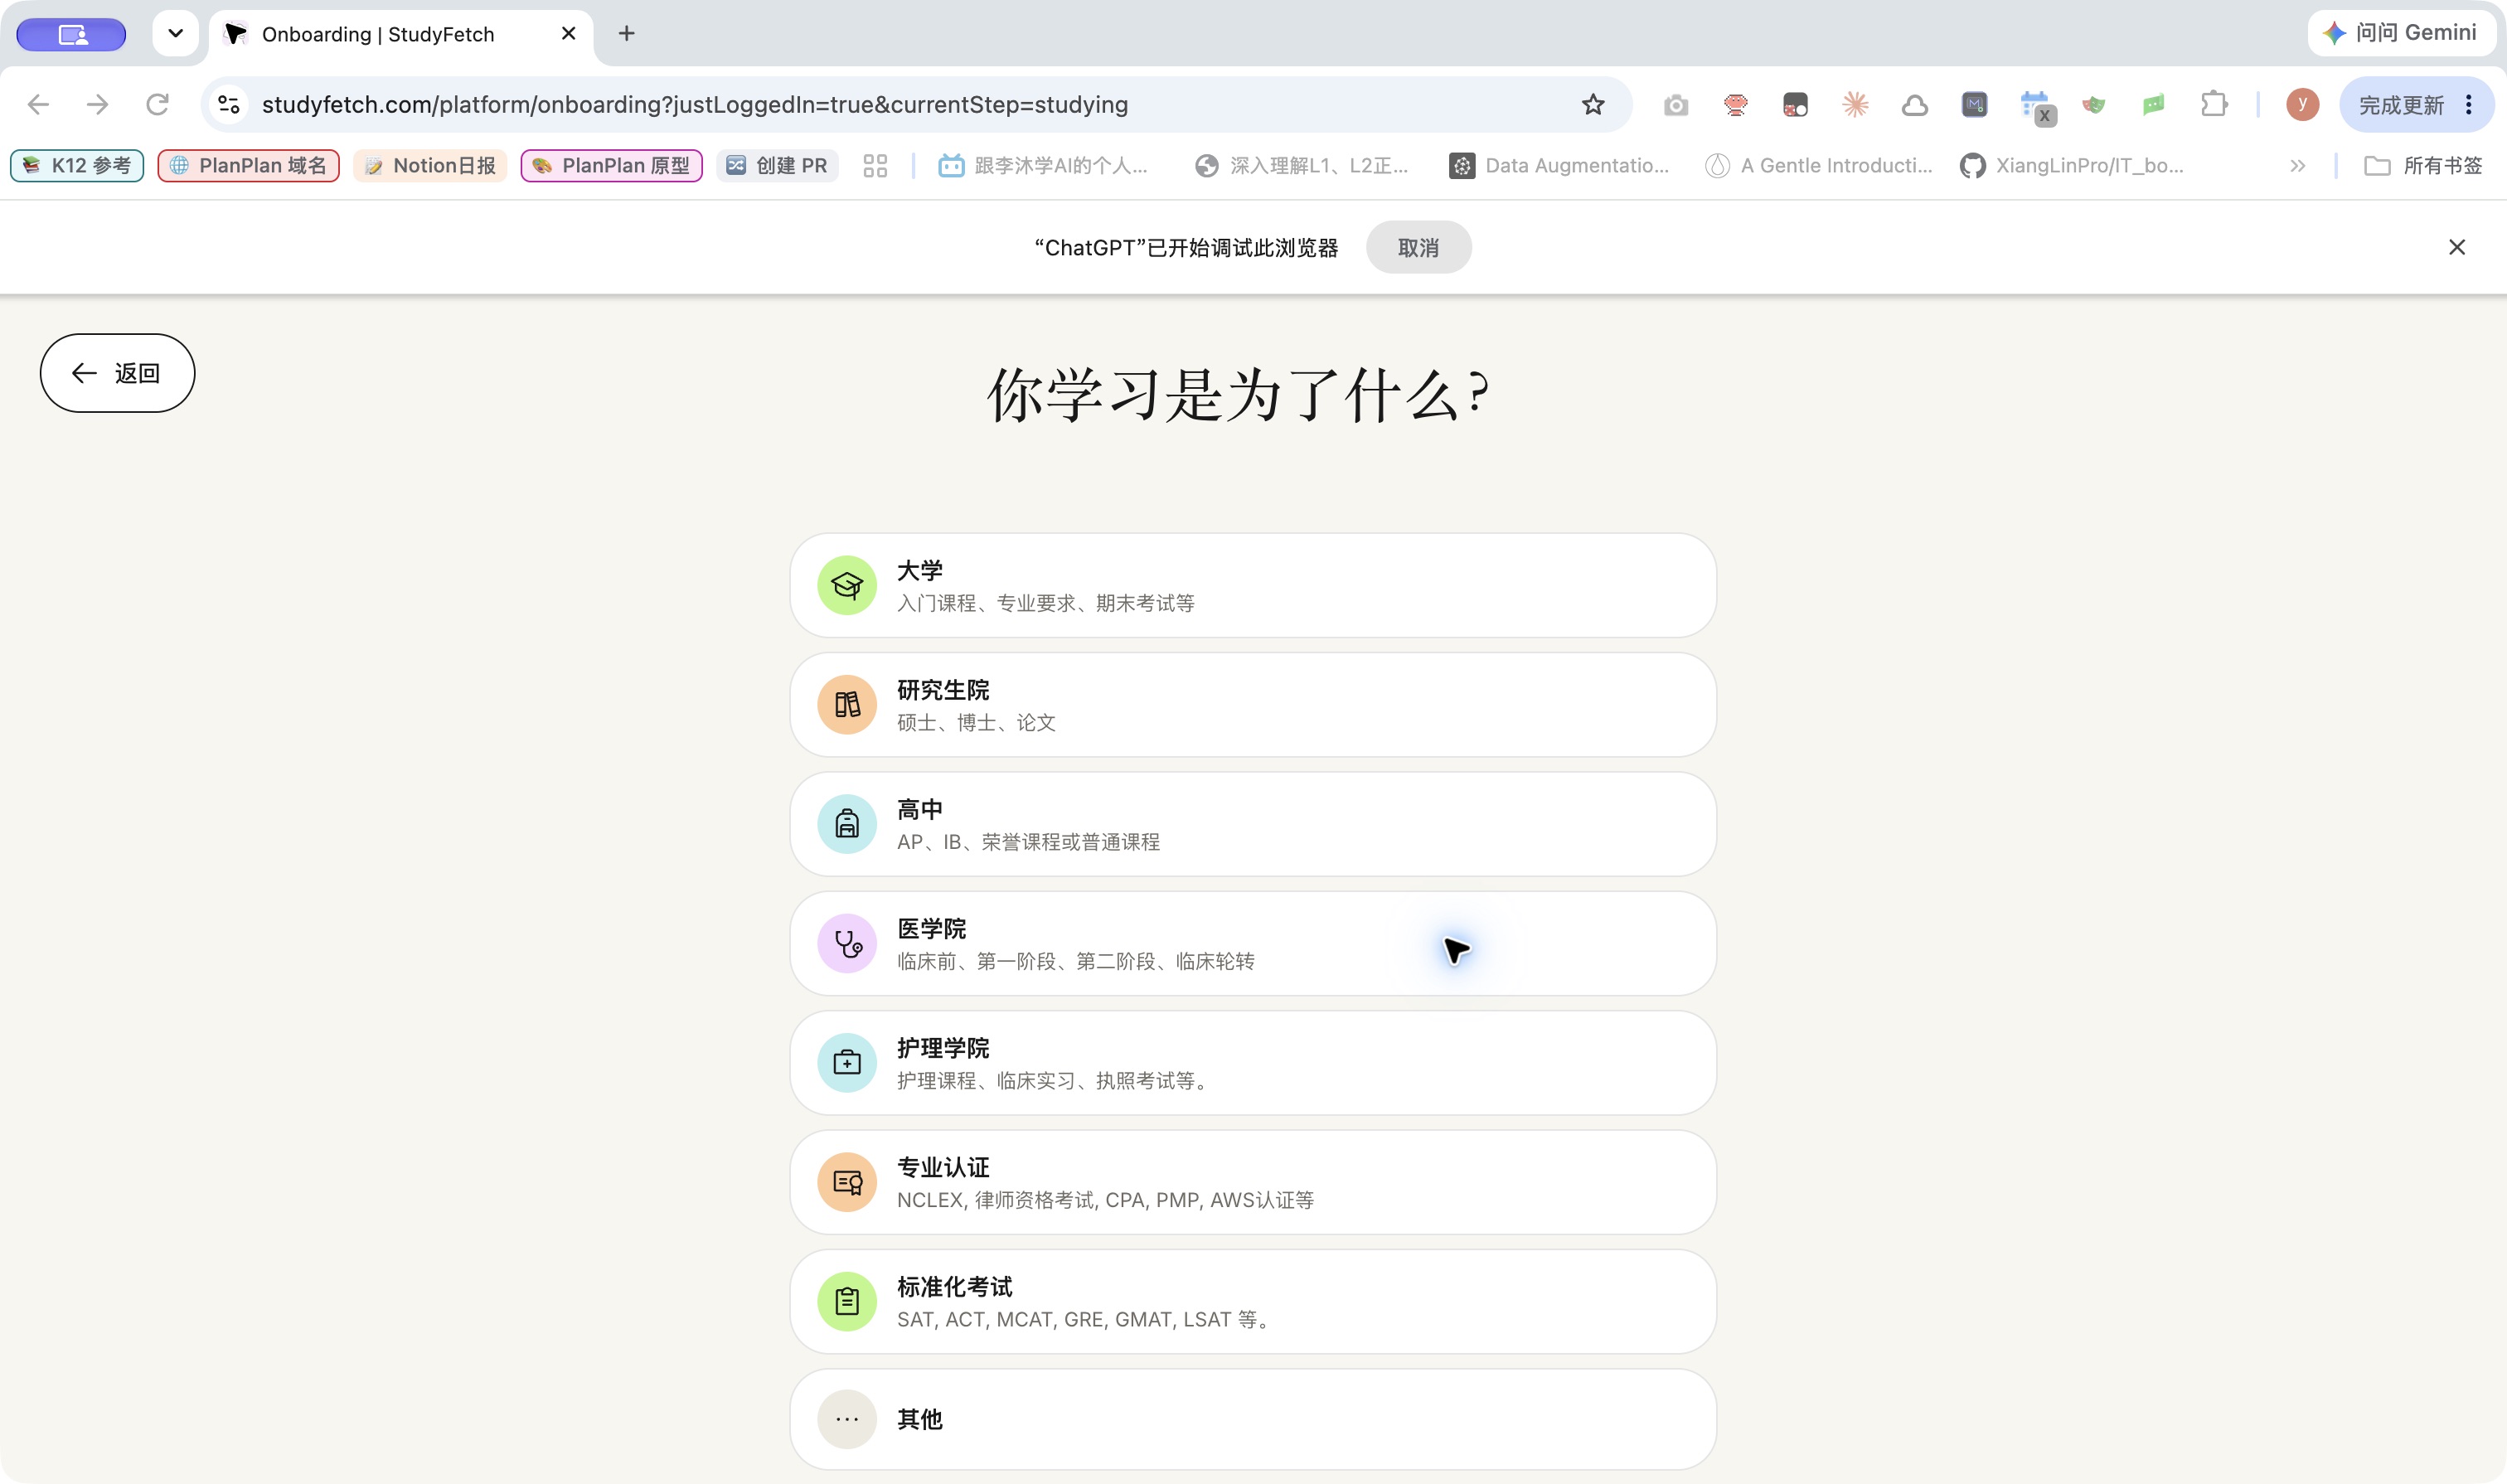 Onboarding | StudyFetch
问问 Gemini
studyfetch.com/platform/onboarding?justLoggedIn=true&currentStep=studying
X
y
完成更新
K12 参考
PlanPlan 域名
Notion日报
PlanPlan 原型
创建 PR
跟李沐学AI的个人...
深入理解L1、L2正...
Data Augmentatio...
A Gentle Introducti...
XiangLinPro/IT_bo...
所有书签
“ChatGPT”已开始调试此浏览器
取消
返回
你学习是为了什么?
大学
入门课程、专业要求、期末考试等
研究生院
硕士、博士、论文
高中
AP、IB、荣誉课程或普通课程
医学院
临床前、第一阶段、第二阶段、临床轮转
护理学院
护理课程、临床实习、执照考试等。
专业认证
NCLEX, 律师资格考试, CPA, PMP, AWS认证等
标准化考试
SAT, ACT, MCAT, GRE, GMAT, LSAT 等。
其他